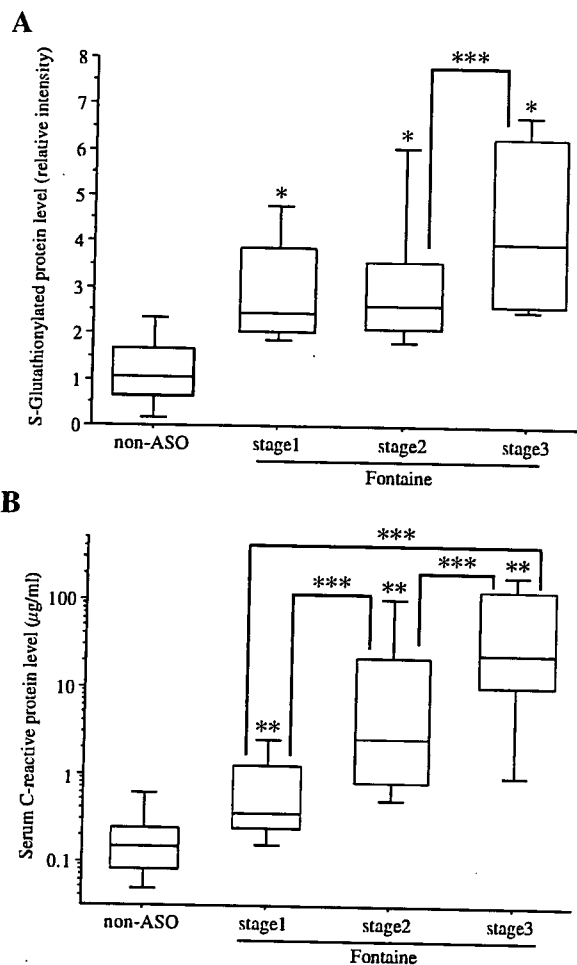 A
S-Glutathionylated protein level (relative intensity)
8
7
6
5
4
3
2
1
0
***
*
*
*
non-ASO
stage1
stage2
stage3
Fontaine
B
Serum C-reactive protein level (μg/ml)
100
10
1
0.1
***
***
***
**
**
**
non-ASO
stage1
stage2
stage3
Fontaine